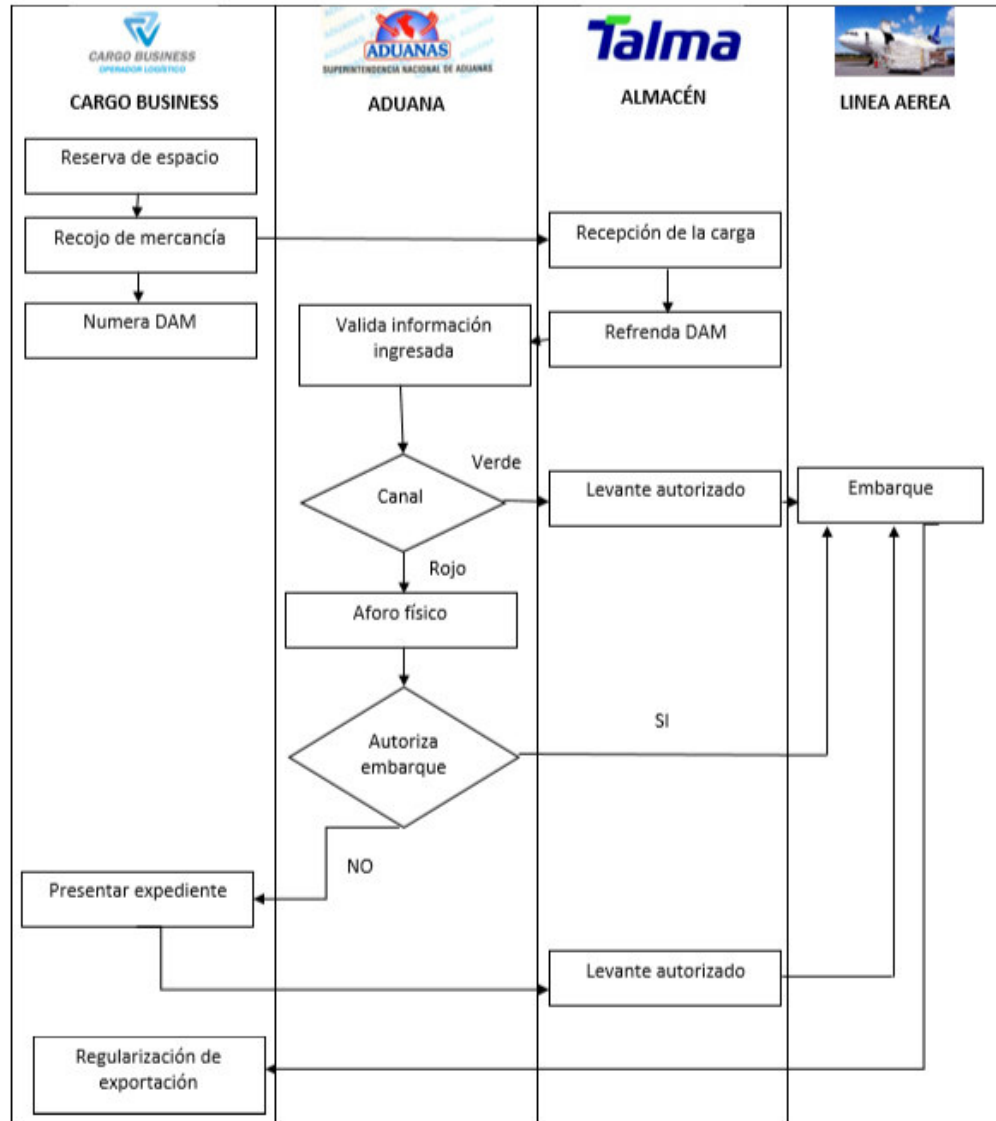 CARGO BUSINESS
OPERADOR LOGÍSTICO
CARGO BUSINESS
ADUANAS
SUPERINTENDENCIA NACIONAL DE ADUANAS
ADUANA
Talma
ALMACÉN
LINEA AEREA
Reserva de espacio
Recojo de mercancía
Recepción de la carga
Numera DAM
Valida información
ingresada
Refrenda DAM
Canal
Verde
Levante autorizado
Embarque
Rojo
Aforo físico
Autoriza
embarque
SI
NO
Presentar expediente
Levante autorizado
Regularización de
exportación